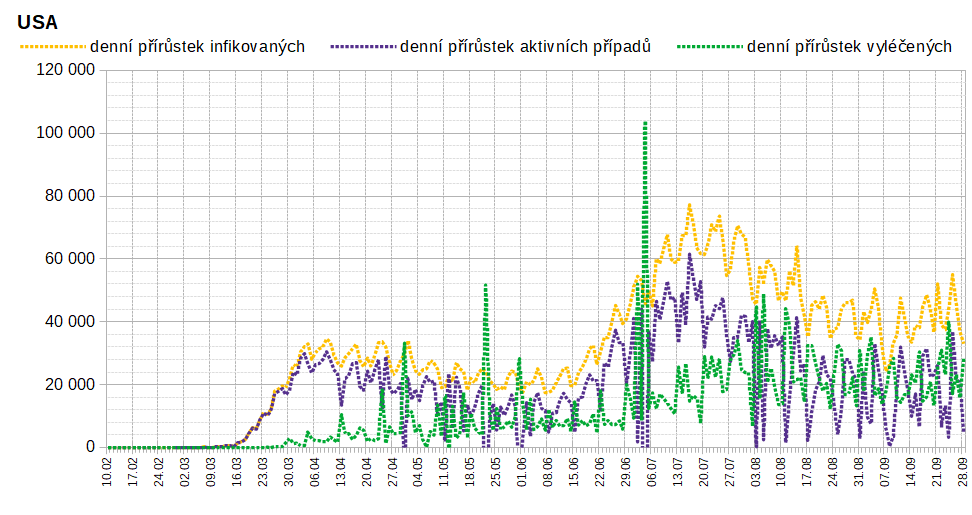 USA
denní přírůstek infikovaných denní přírůstek aktivních případů denní přírůstek vyléčených
120 000
100 000
80 000
60 000
40 000
20 000
0
10.02 17.02 24.02 02.03 09.03 16.03 23.03 30.03 06.04 13.04 20.04 27.04 04.05 11.05 18.05 25.05 01.06 08.06 15.06 22.06 29.06 06.07 13.07 20.07 27.07 03.08 10.08 17.08 24.08 31.08 07.09 14.09 21.09 28.09